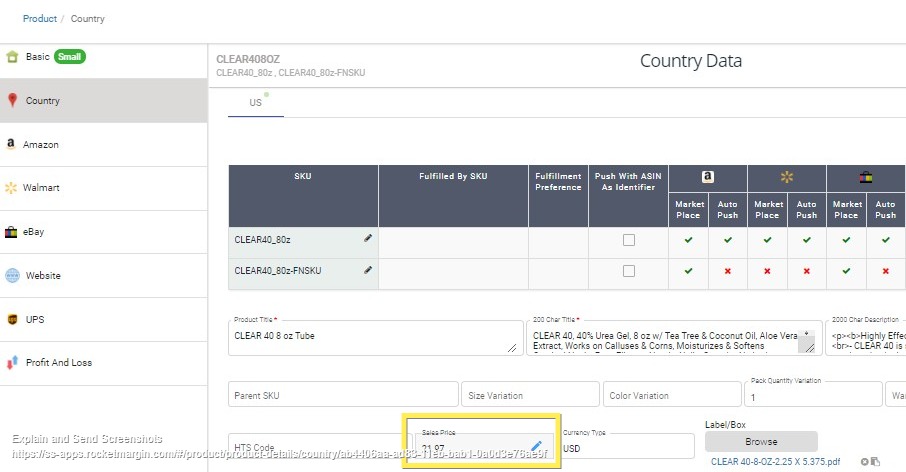 Product / Country
Basic Small
Country
Amazon
Walmart
eBay
Website
UPS
Profit And Loss
CLEAR408OZ
CLEAR40_80z , CLEAR40_80z-FNSKU
Country Data
US
SKU
Fulfilled By SKU
Fulfillment
Preference
Push With ASIN
As Identifier
a
Market
Place
Auto
Push
Market
Place
Auto
Push
Market
Place
Auto
Push
CLEAR40_80z
CLEAR40_80z-FNSKU
Product Title *
CLEAR 40 8 oz Tube
200 Char Title *
CLEAR 40, 40% Urea Gel, 8 oz w/ Tea Tree & Coconut Oil, Aloe Vera
Extract, Works on Calluses & Corns, Moisturizes & Softens
2000 Char Description
<p><b>Highly Effec
<br>- CLEAR 40 is
Parent SKU
Size Variation
Color Variation
Pack Quantity Variation
1
HTS Code
Sales Price
21.97
Currency Type
USD
Label/Box
Browse
CLEAR 40-8-OZ-2.25 X 5.375.pdf
Explain and Send Screenshots
https://ss-apps.rocketmargin.com/#/product/product-details/country/ab4406aa-ad83-11eb-bab1-0a0d3e76ae9f